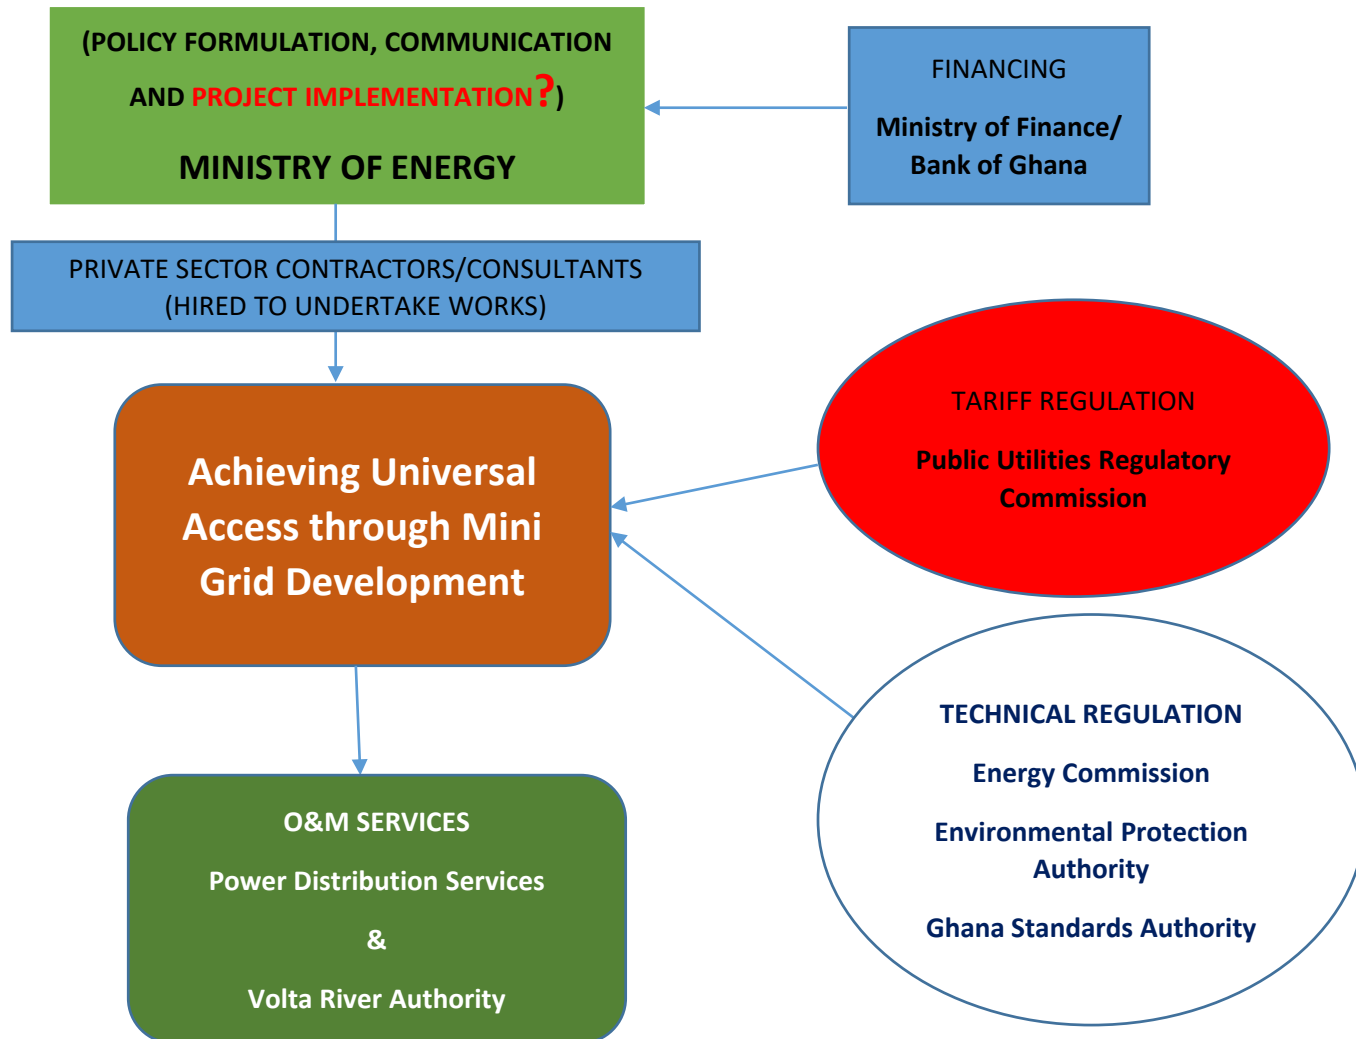 (POLICY FORMULATION, COMMUNICATION
AND PROJECT IMPLEMENTATION?)
MINISTRY OF ENERGY
FINANCING
Ministry of Finance/
Bank of Ghana
PRIVATE SECTOR CONTRACTORS/CONSULTANTS
(HIRED TO UNDERTAKE WORKS)
Achieving Universal
Access through Mini
Grid Development
TARIFF REGULATION
Public Utilities Regulatory
Commission
TECHNICAL REGULATION
Energy Commission
Environmental Protection
Authority
Ghana Standards Authority
O&M SERVICES
Power Distribution Services
&
Volta River Authority